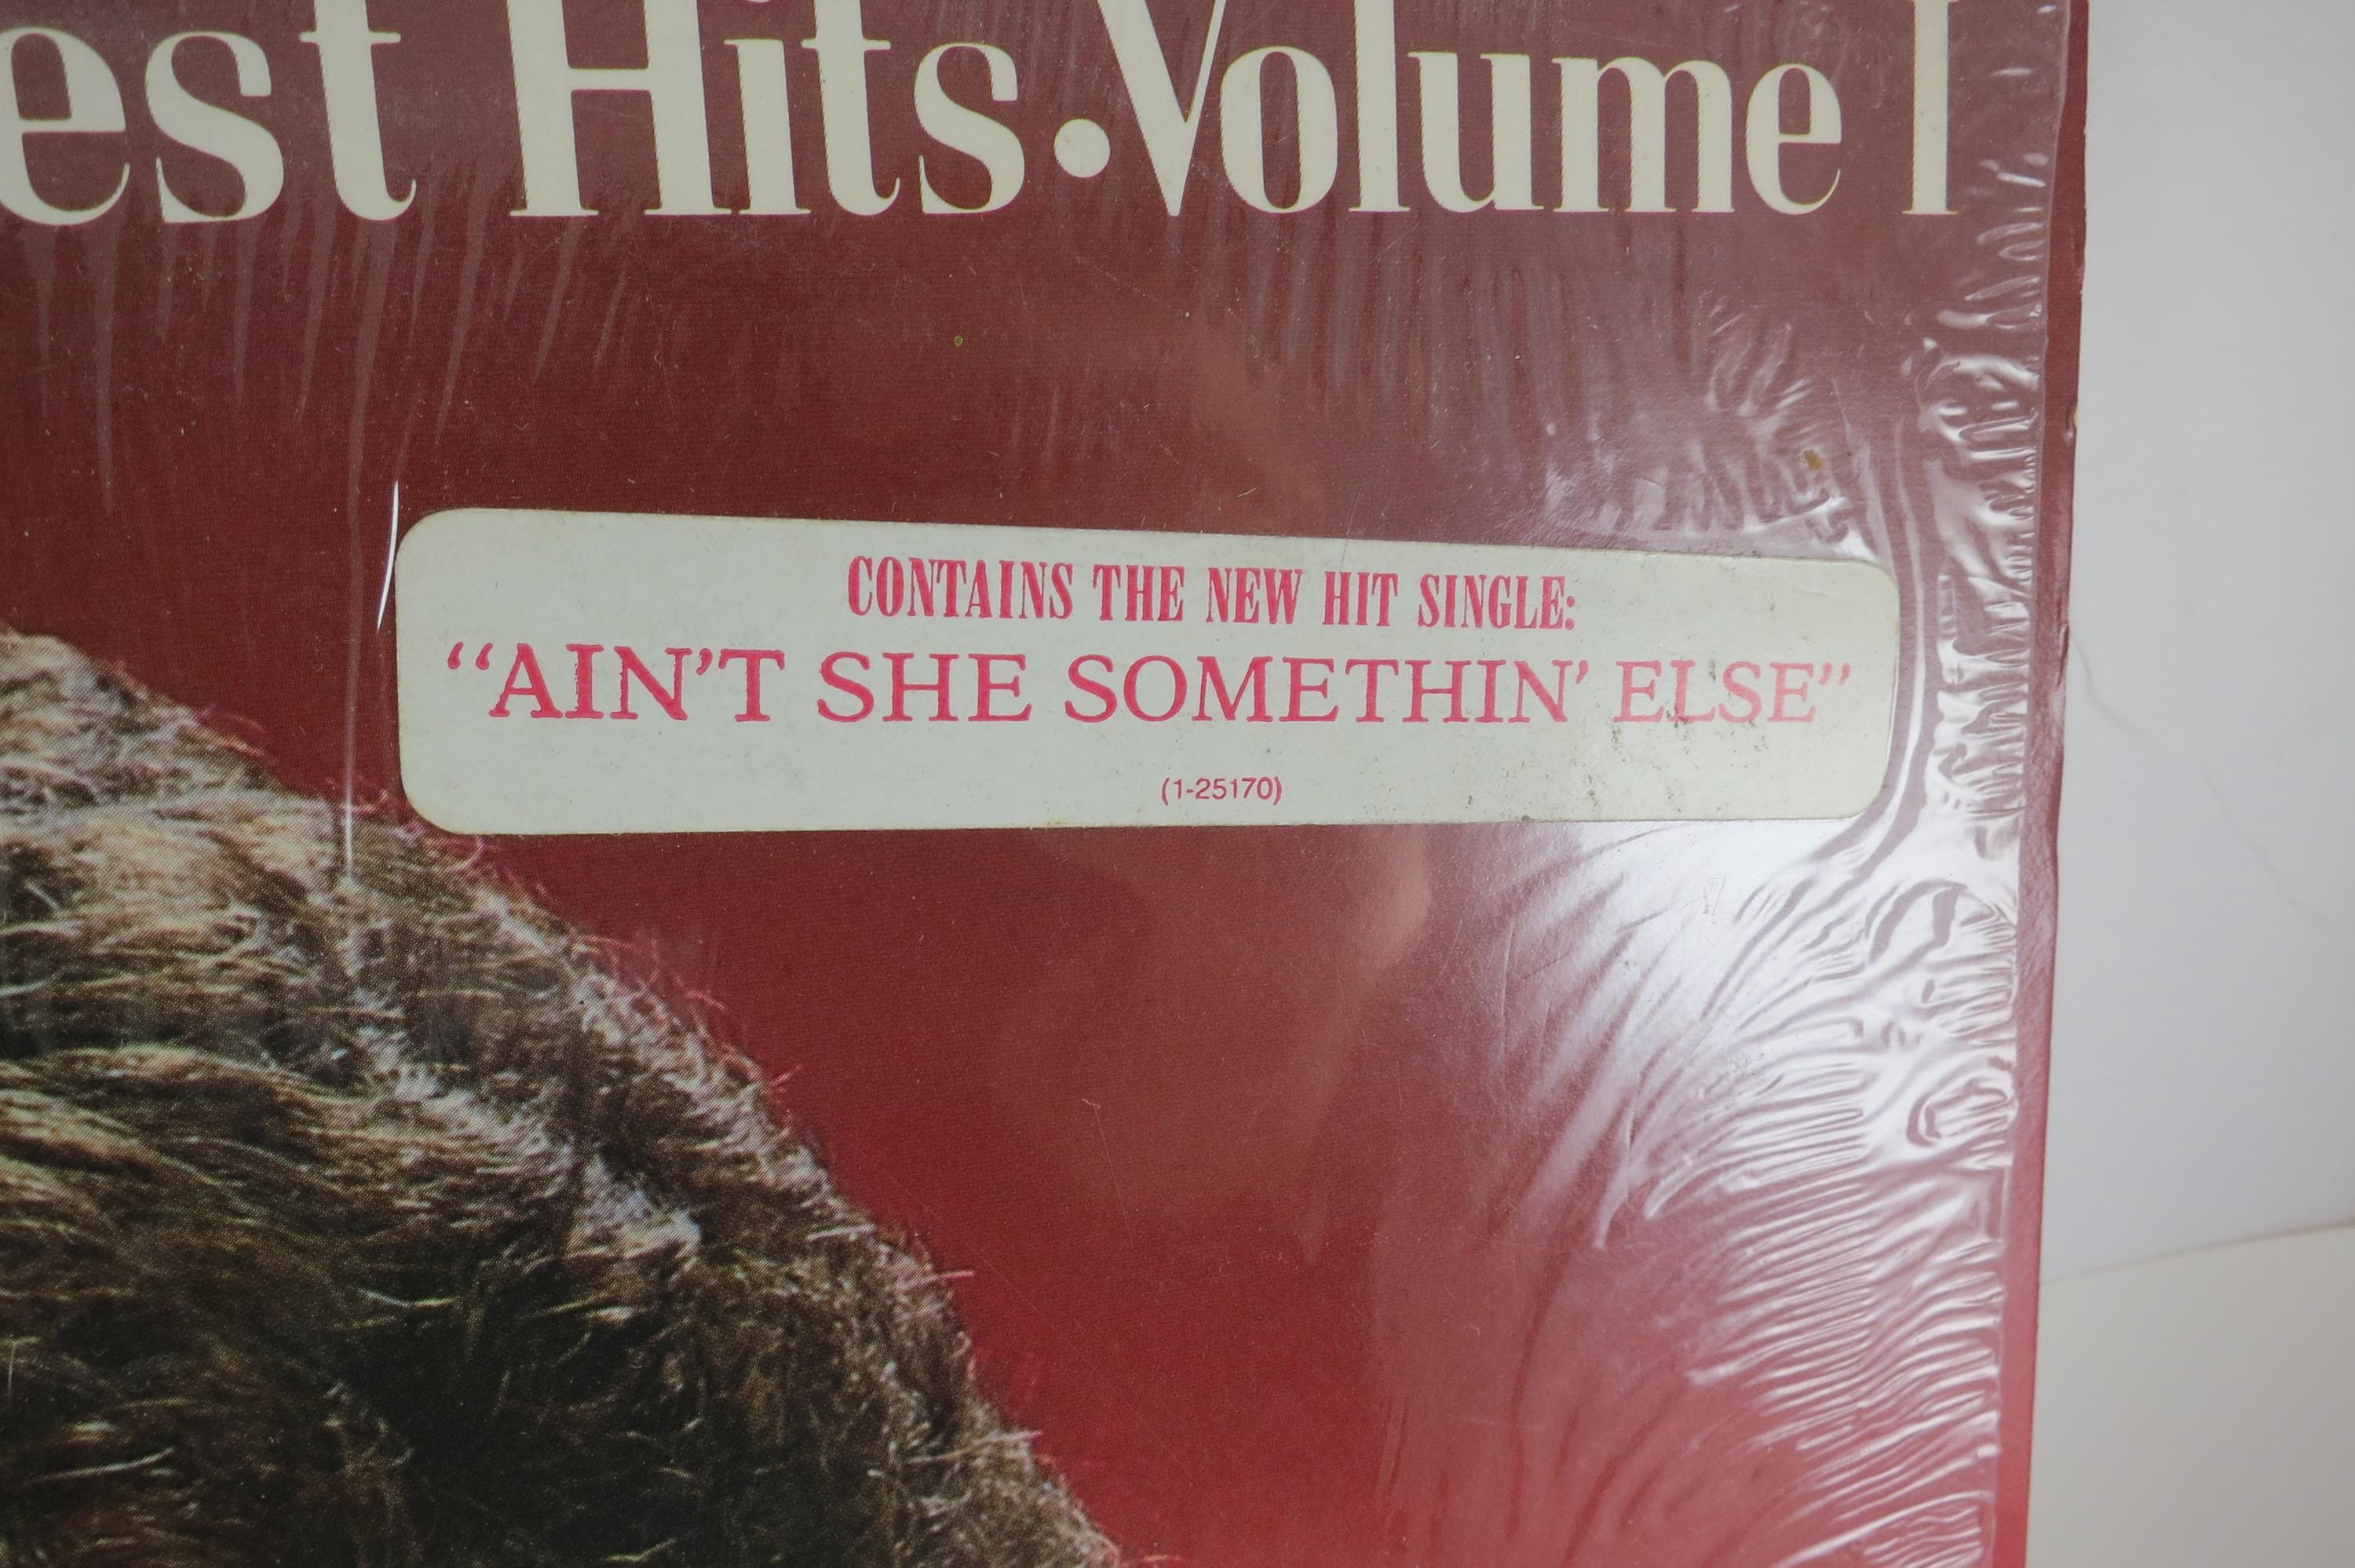 est Hits·Volume I
CONTAINS THE NEW HIT SINGLE:
“AIN’T SHE SOMETHIN’ ELSE”
(1-25170)